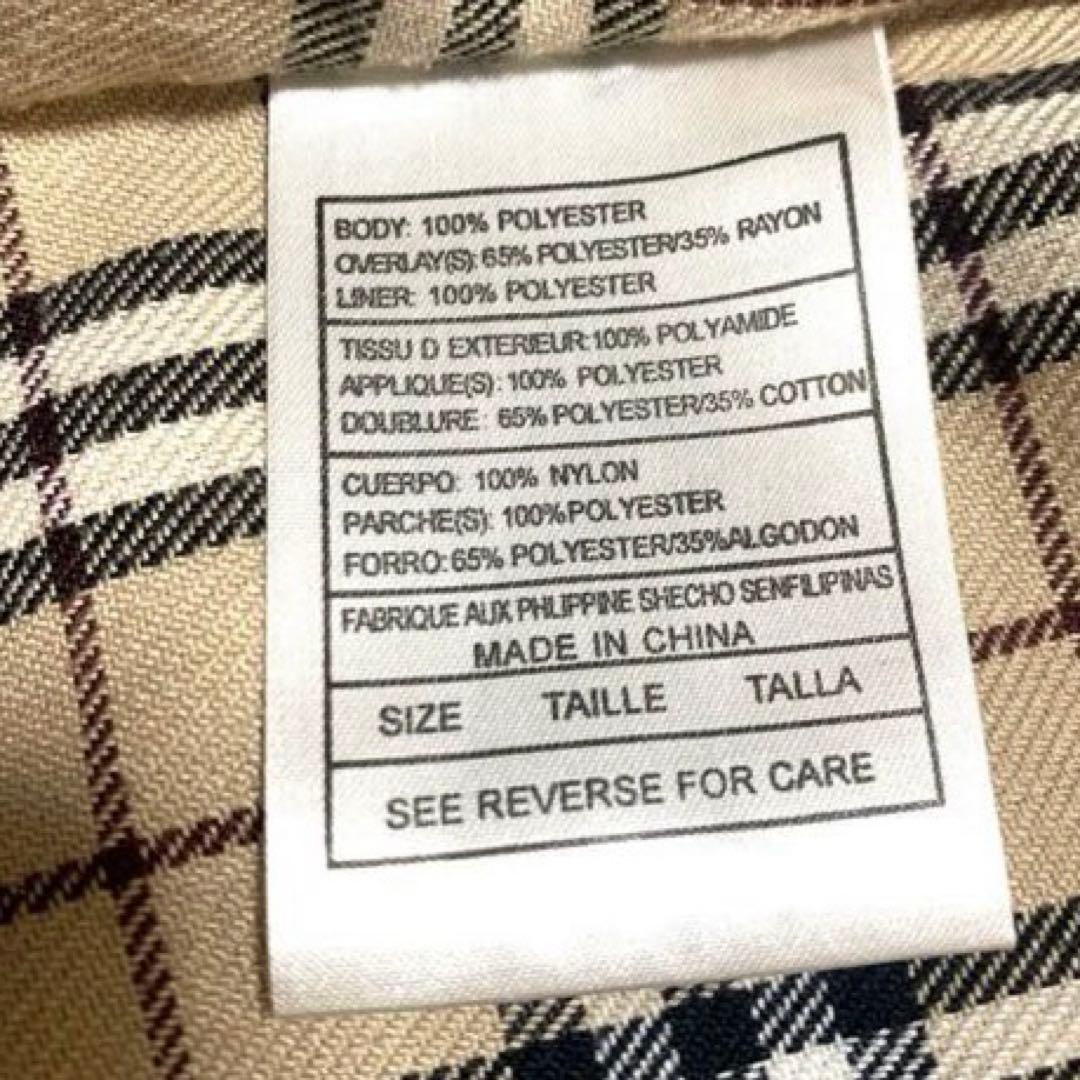 BODY: 100% POLYESTER
OVERLAY(S): 65% POLYESTER/35% RAYON
LINER: 100% POLYESTER
TISSU D EXTERIEUR:100% POLYAMIDE
APPLIQUE(S): 100% POLYESTER
DOUBLURE: 65% POLYESTER/35% COTTON
CUERPO: 100% NYLON
PARCHE(S): 100%POLYESTER
FORRO: 65% POLYESTER/35%ALGODON
FABRIQUE AUX PHLIPPINE SHECHO SENFILIPINAS
MADE IN CHINA
SIZE TAILLE TALLA
SEE REVERSE FOR CARE